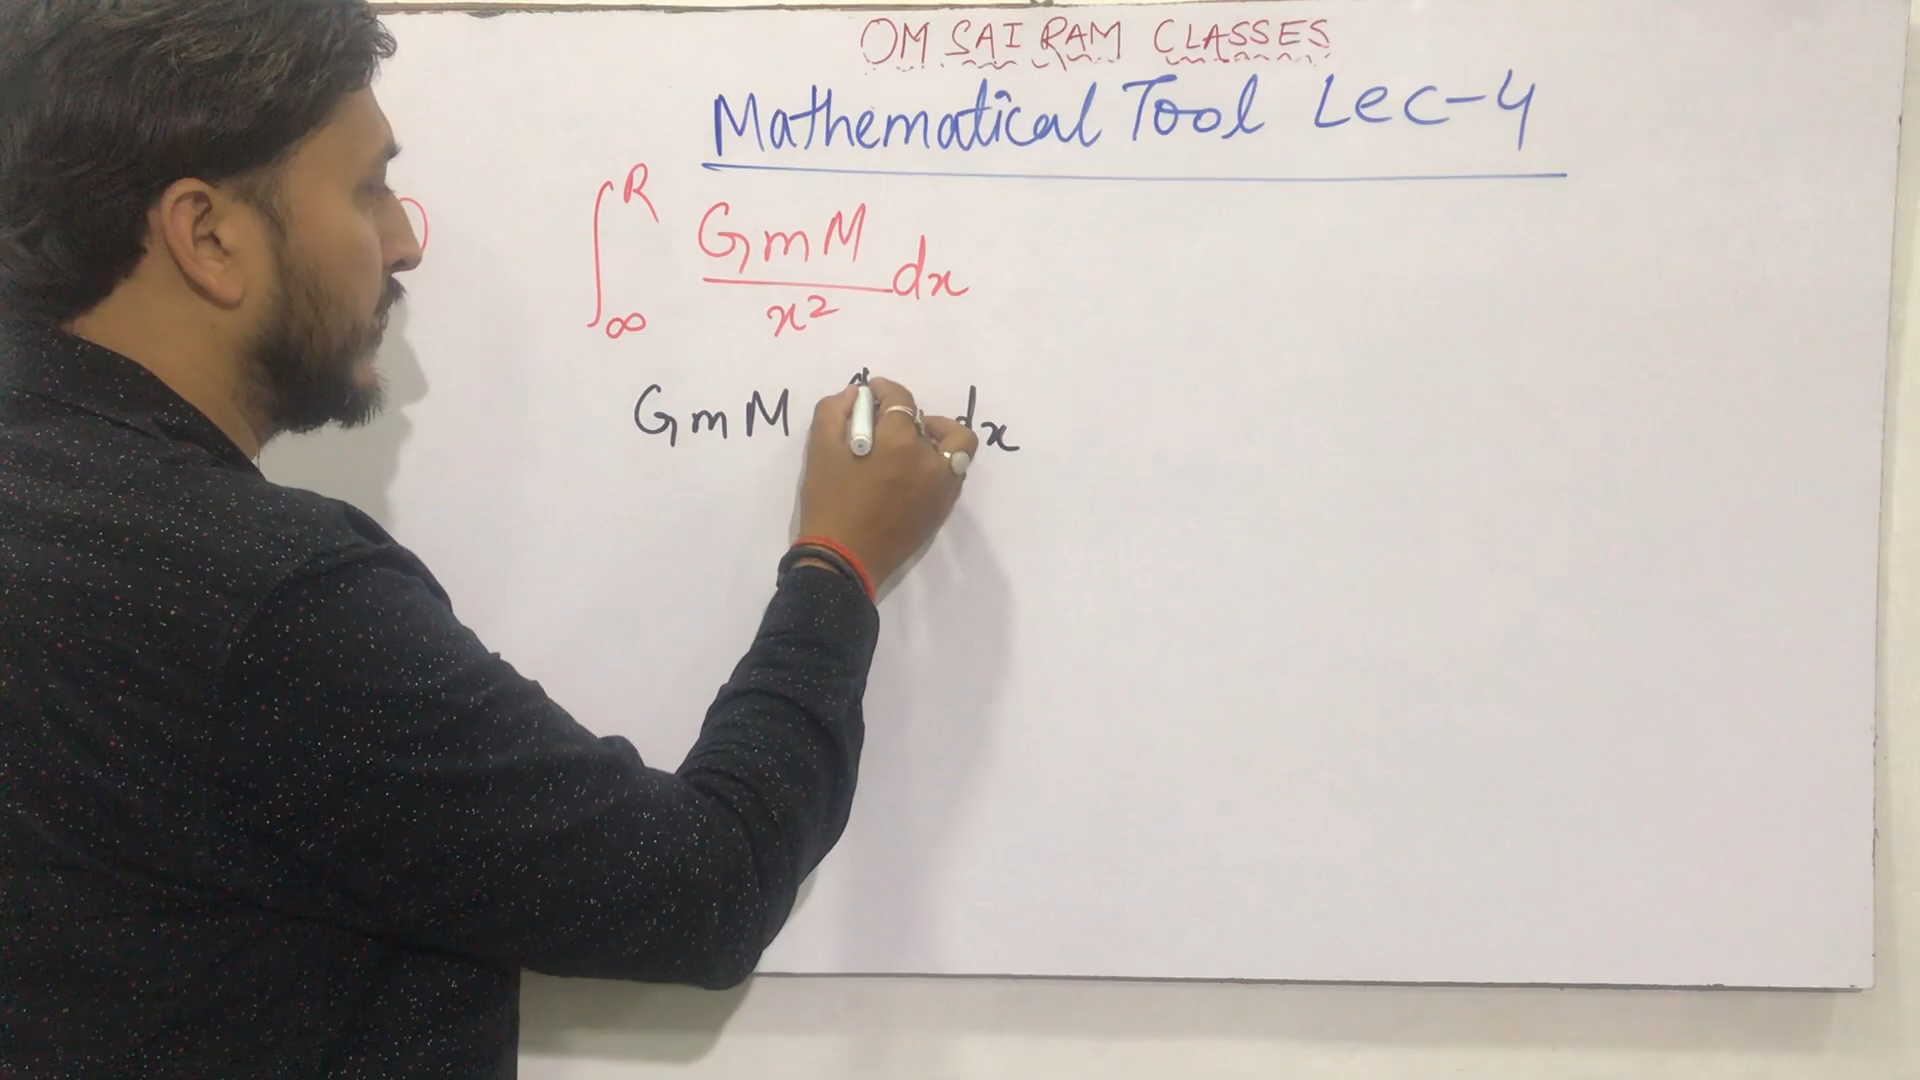 OM SAI RAM CLASSES
Mathematical Tool Lec-4
∫_∞^R GmM/x² dx
GmM dx